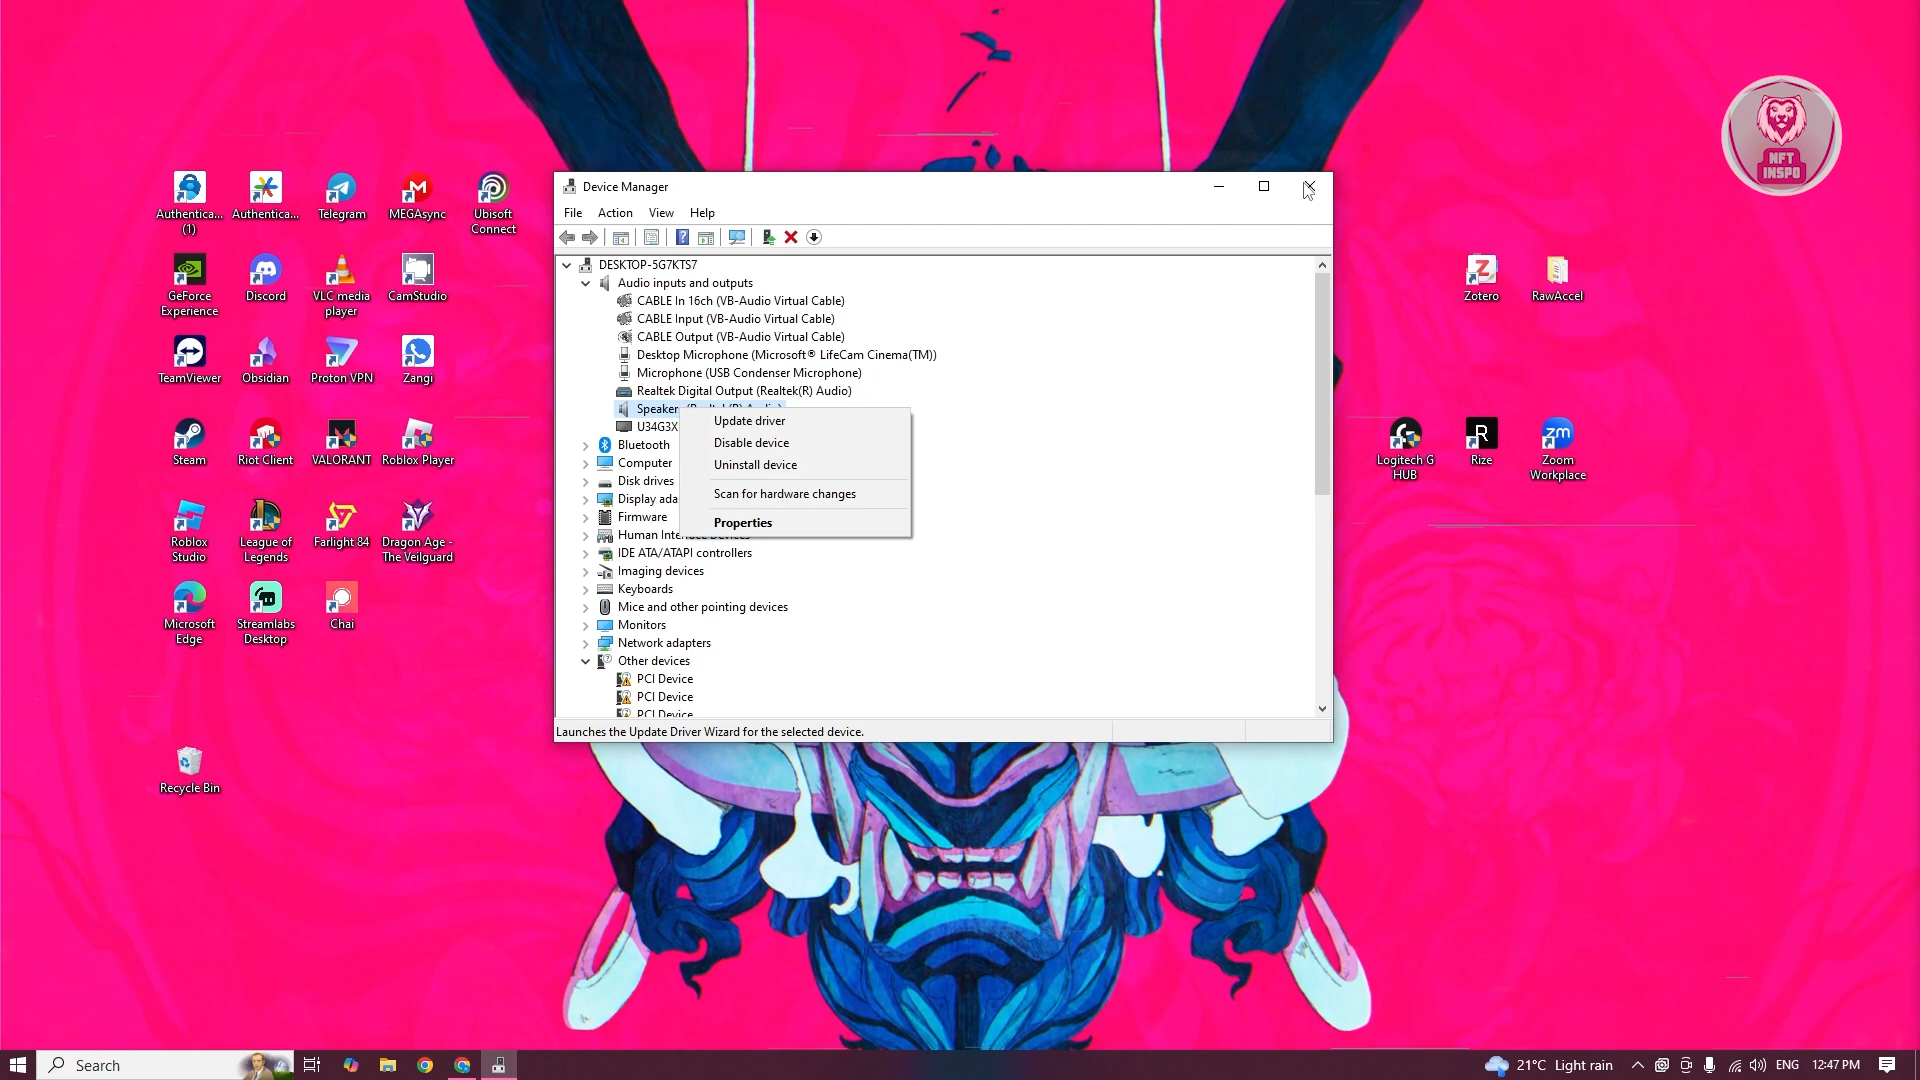 NFT
INSPO
Authentica...
(1)
Authentica...
Telegram
MEGAsync
Ubisoft
Connect
GeForce
Experience
Discord
VLC media
player
CamStudio
TeamViewer
Obsidian
Proton VPN
Zangi
Steam
Riot Client
VALORANT
Roblox Player
Roblox
Studio
League of
Legends
Farlight 84
Dragon Age -
The Veilguard
Microsoft
Edge
Streamlabs
Desktop
Chai
Recycle Bin
Device Manager
File Action View Help
DESKTOP-5G7KTS7
Audio inputs and outputs
CABLE In 16ch (VB-Audio Virtual Cable)
CABLE Input (VB-Audio Virtual Cable)
CABLE Output (VB-Audio Virtual Cable)
Desktop Microphone (Microsoft® LifeCam Cinema(TM))
Microphone (USB Condenser Microphone)
Realtek Digital Output (Realtek(R) Audio)
Speaker (Realtek(R) Audio)
U34G3X
Bluetooth
Computer
Disk drives
Display ada
Firmware
Human Interface Devices
IDE ATA/ATAPI controllers
Imaging devices
Keyboards
Mice and other pointing devices
Monitors
Network adapters
Other devices
PCI Device
PCI Device
PCI Device
Update driver
Disable device
Uninstall device
Scan for hardware changes
Properties
Launches the Update Driver Wizard for the selected device.
Zotero
RawAccel
Logitech G
HUB
R
Rize
zm
Zoom
Workplace
Search
21°C Light rain
ENG
12:47 PM